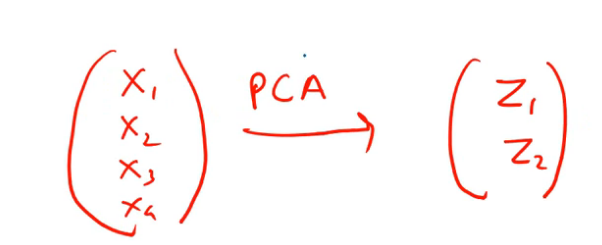 x₁
x₂
x₃
x₄
PCA
z₁
z₂